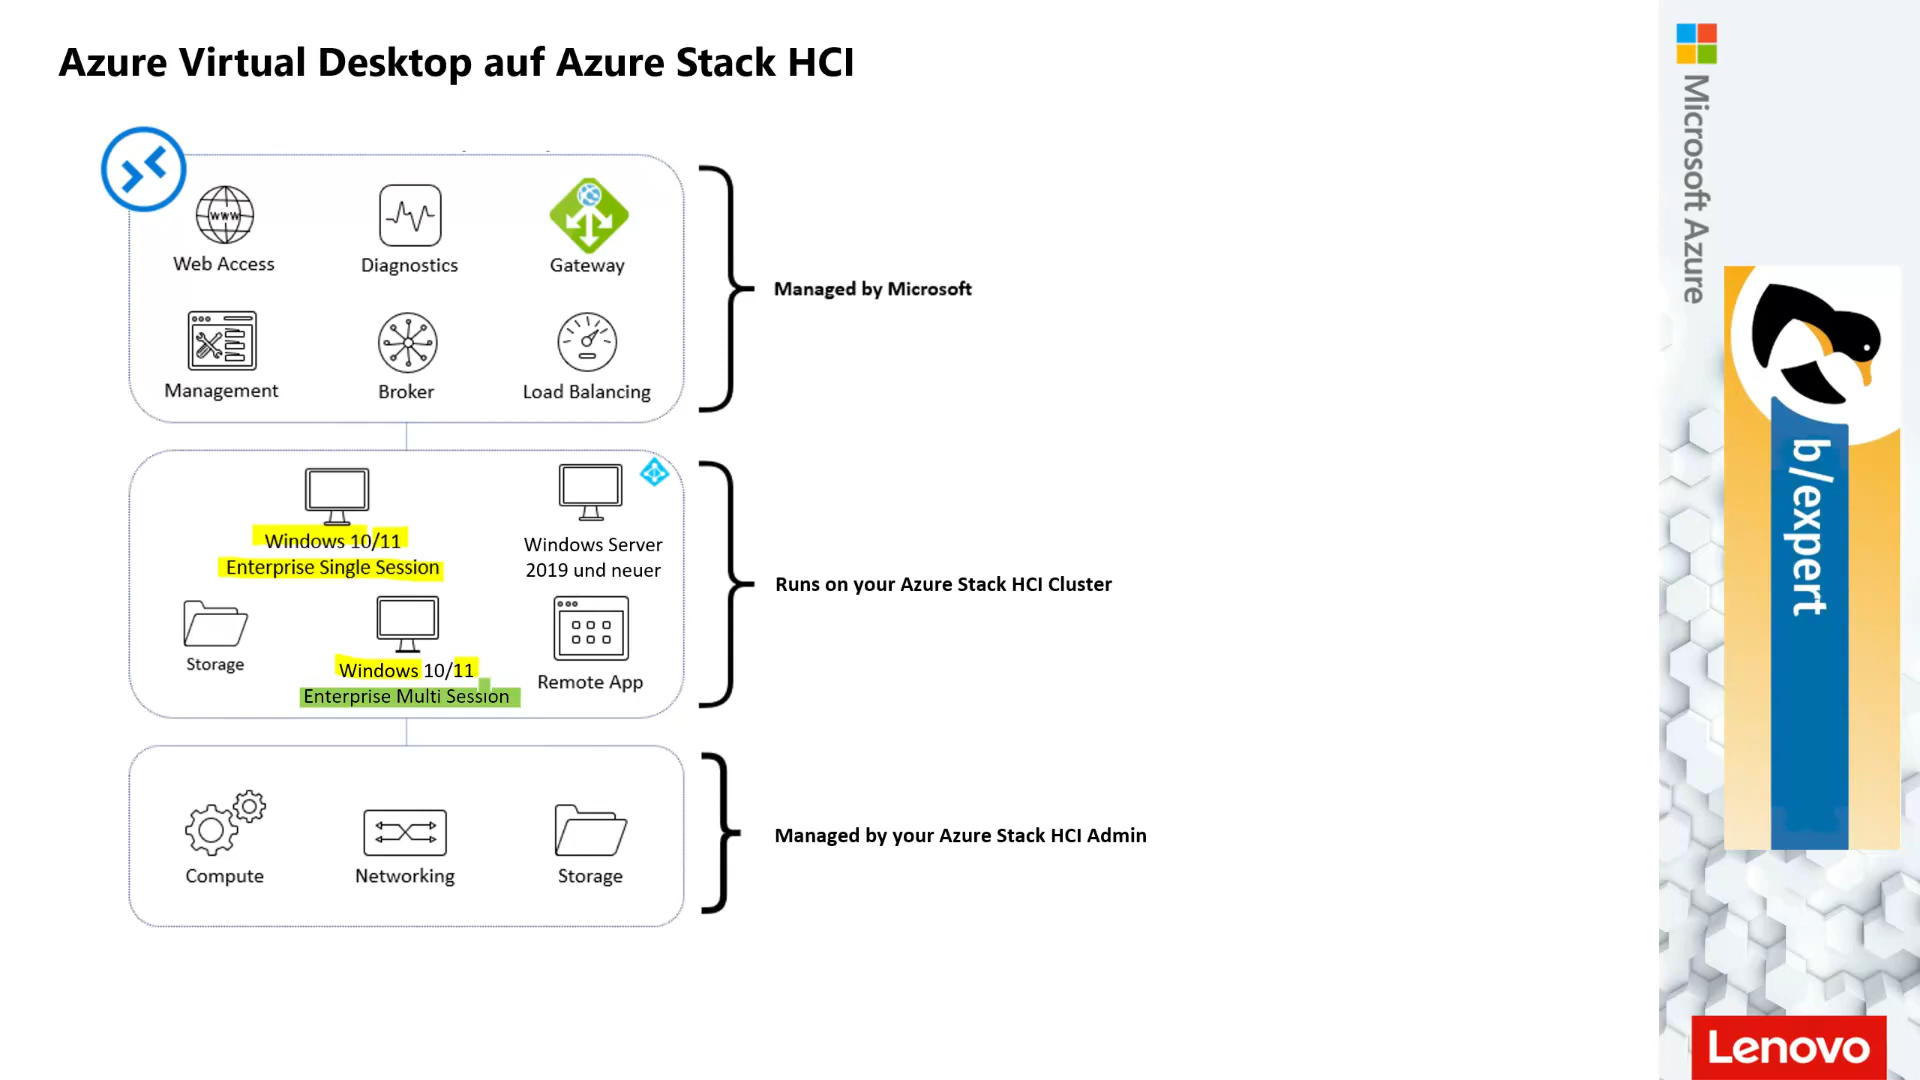 Azure Virtual Desktop auf Azure Stack HCI
WWW
Web Access
Diagnostics
Gateway
Management
Broker
Load Balancing
Managed by Microsoft
Windows 10/11
Enterprise Single Session
Windows Server
2019 und neuer
Storage
Windows 10/11
Enterprise Multi Session
Remote App
Runs on your Azure Stack HCI Cluster
Compute
Networking
Storage
Managed by your Azure Stack HCI Admin
Microsoft Azure
b/expert
Lenovo